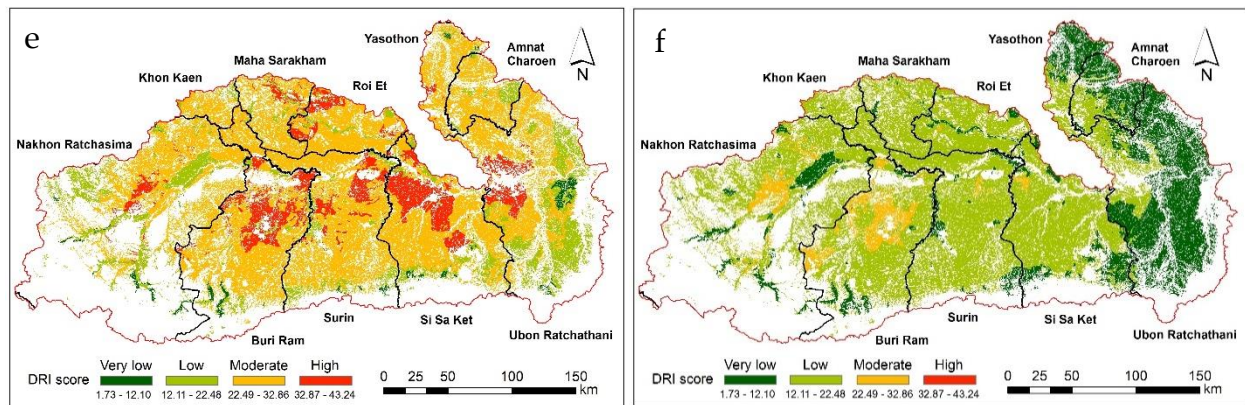 e
Yasothon
Amnat
Charoen
Maha Sarakham
Khon Kaen
Roi Et
N
Nakhon Ratchasima
Surin
Si Sa Ket
Buri Ram
Ubon Ratchathani
Very low Low Moderate High
DRI score
1.73 - 12.10 12.11 - 22.48 22.49 - 32.86 32.87 - 43.24
0 50 100 150
km
f
Yasothon
Amnat
Charoen
Maha Sarakham
Khon Kaen
Roi Et
N
Nakhon Ratchasima
Surin
Si Sa Ket
Buri Ram
Ubon Ratchathani
Very low Low Moderate High
DRI score
1.73 - 12.10 12.11 - 22.48 22.49 - 32.86 32.87 - 43.24
0 50 100 150
km